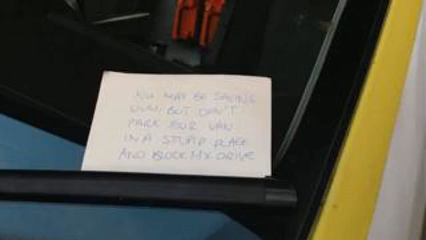 YOU MAY BE SAVING
LIVES, BUT DON'T
PARK YOUR VAN
IN A STUPID PLACE
AND BLOCK MY DRIVE